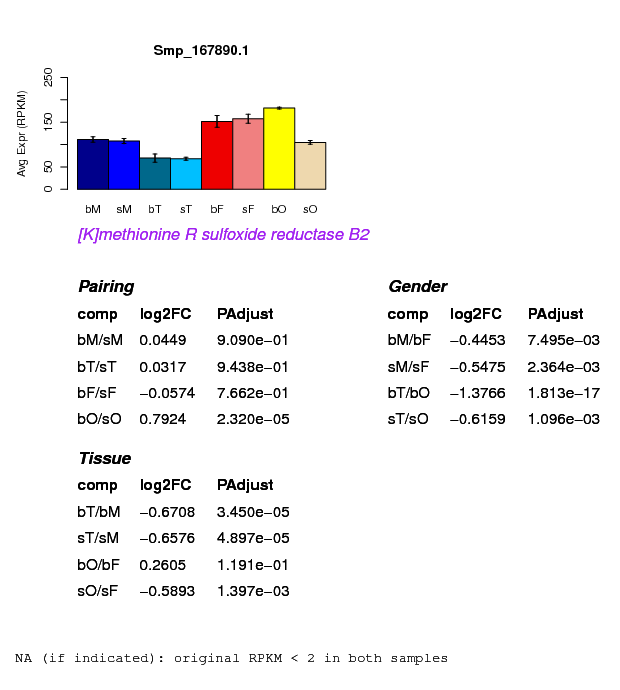 Smp_167890.1
Avg Expr (RPKM)
0 50 150 250
bM sM bT sT bF sF bO sO
[K]methionine R sulfoxide reductase B2
Pairing
comp log2FC PAdjust
bM/sM 0.0449 9.090e−01
bT/sT 0.0317 9.438e−01
bF/sF −0.0574 7.662e−01
bO/sO 0.7924 2.320e−05
Gender
comp log2FC PAdjust
bM/bF −0.4453 7.495e−03
sM/sF −0.5475 2.364e−03
bT/bO −1.3766 1.813e−17
sT/sO −0.6159 1.096e−03
Tissue
comp log2FC PAdjust
bT/bM −0.6708 3.450e−05
sT/sM −0.6576 4.897e−05
bO/bF 0.2605 1.191e−01
sO/sF −0.5893 1.397e−03
NA (if indicated): original RPKM < 2 in both samples